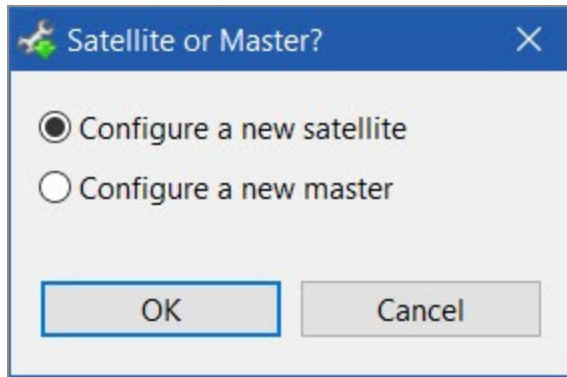 Satellite or Master?
Configure a new satellite
Configure a new master
OK
Cancel